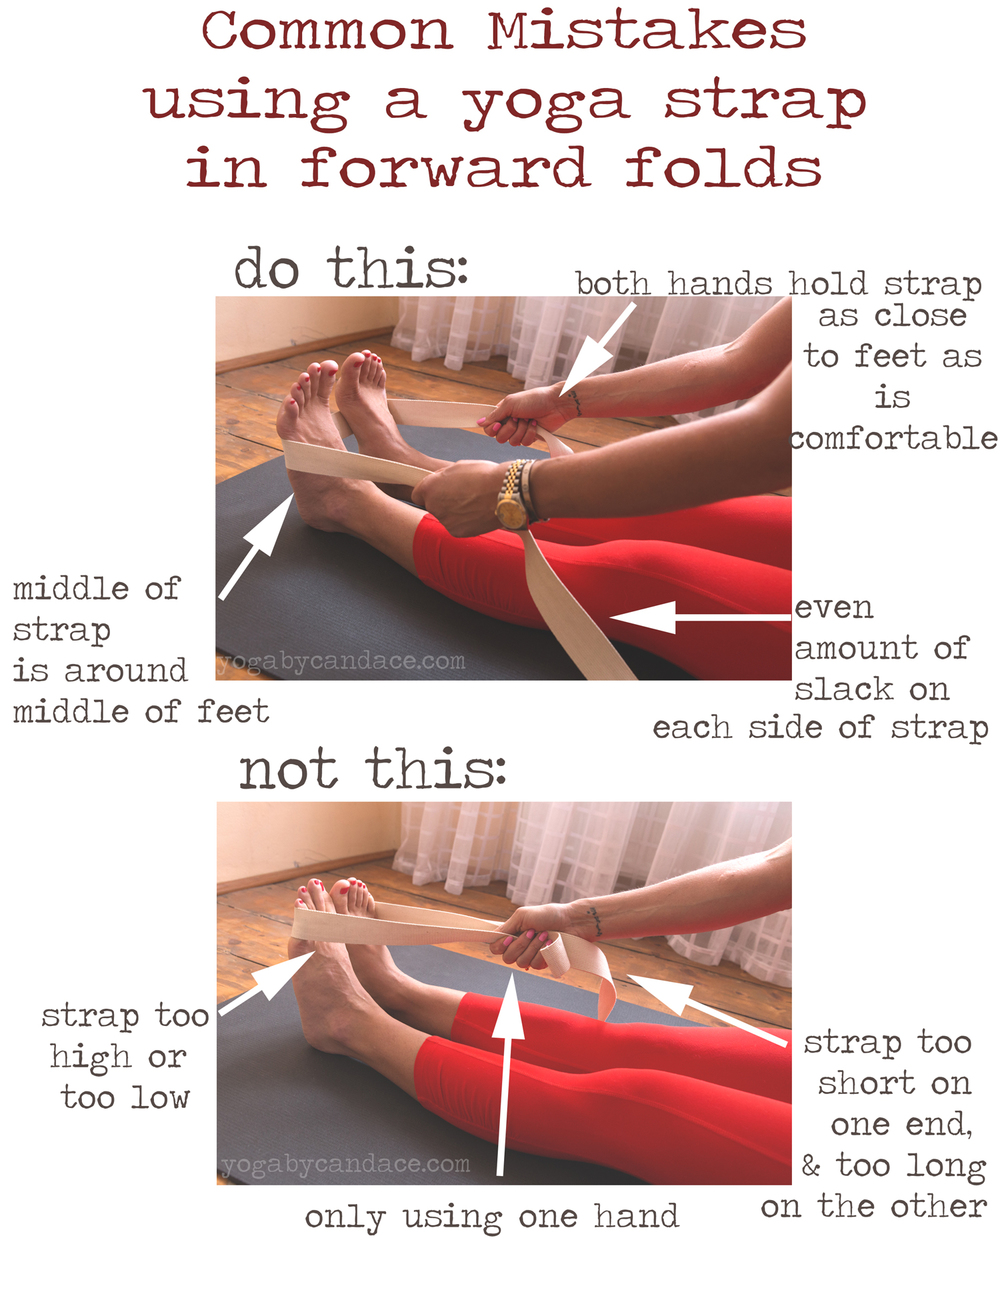 Common Mistakes
using a yoga strap
in forward folds
do this:
both hands hold strap
as close
to feet as
is
comfortable
middle of
strap
is around
middle of feet
even
amount of
slack on
each side of strap
yogabycandace.com
not this:
strap too
high or
too low
strap too
short on
one end,
& too long
on the other
yogabycandace.com
only using one hand